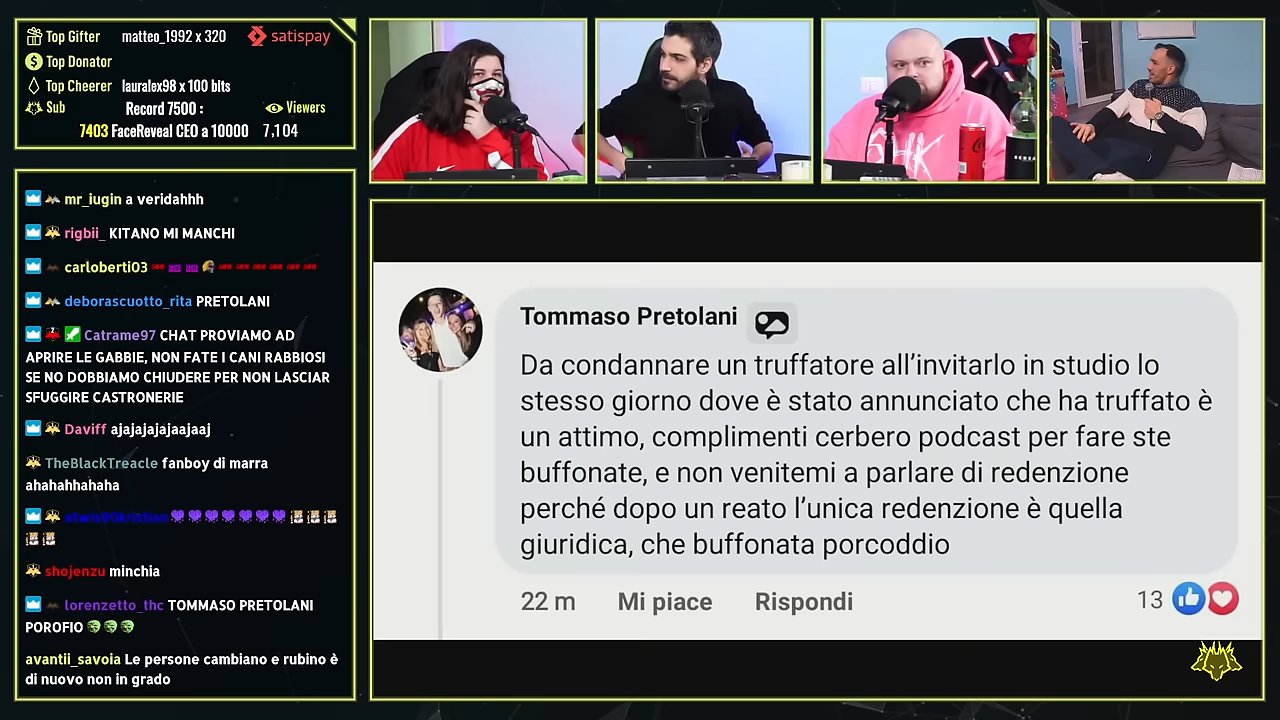 Top Gifter matteo_1992 x 320 satispay
Top Donator
Top Cheerer lauralex98 x 100 bits
Sub Record 7500 : Viewers
7403 FaceReveal CEO a 10000 7,104
mr_iugin a veridahhh
rigbii_ KITANO MI MANCHI
carloberti03
deborascuotto_rita PRETOLANI
Catrame97 CHAT PROVIAMO AD
APRIRE LE GABBIE, NON FATE I CANI RABBIOSI
SE NO DOBBIAMO CHIUDERE PER NON LASCIAR
SFUGGIRE CASTRONERIE
Daviff ajajajajajaajaaj
TheBlackTreacle fanboy di marra
ahahahhahaha
shojenzu minchia
lorenzetto_thc TOMMASO PRETOLANI
POROFIO
avantii_savoia Le persone cambiano e rubino è
di nuovo non in grado
Tommaso Pretolani
Da condannare un truffatore all’invitarlo in studio lo
stesso giorno dove è stato annunciato che ha truffato è
un attimo, complimenti cerbero podcast per fare ste
buffonate, e non venitemi a parlare di redenzione
perché dopo un reato l’unica redenzione è quella
giuridica, che buffonata porcoddio
22 m Mi piace Rispondi 13